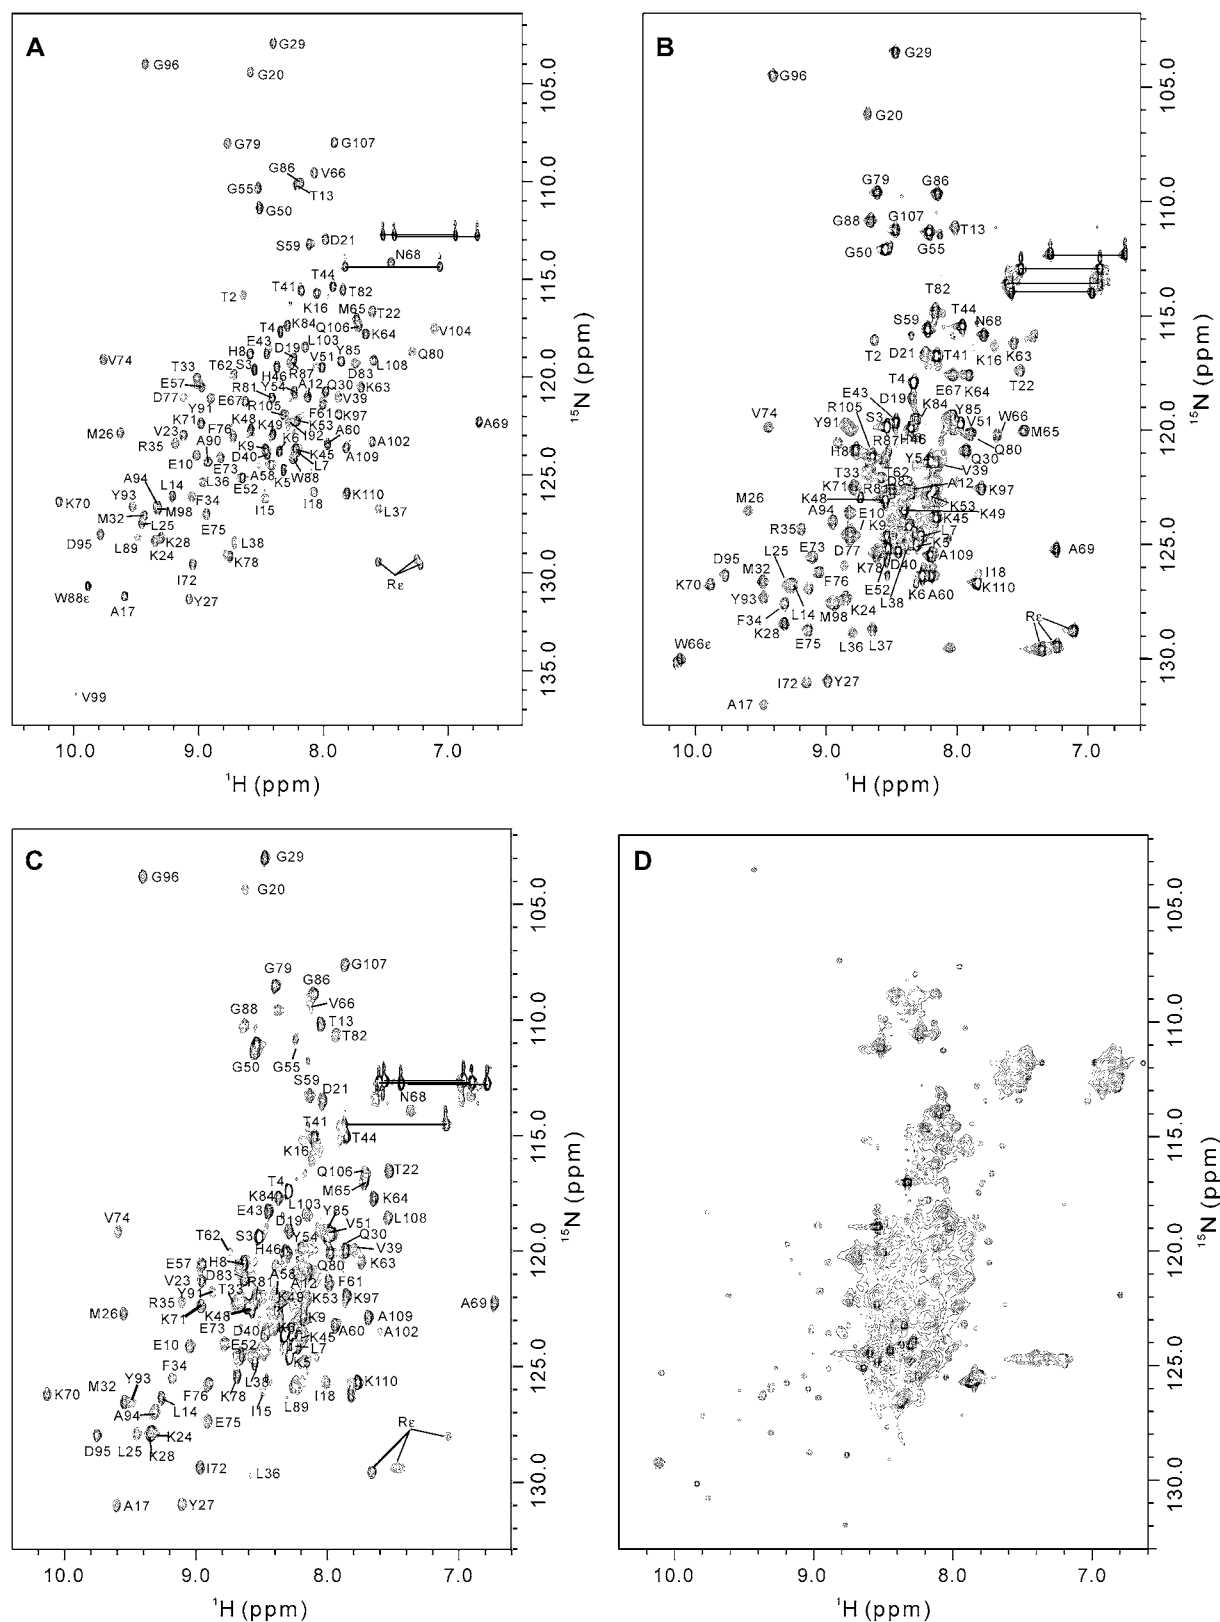 A
G29
G96
G20
105.0
G79
G107
G86
V66
110.0
G55
T13
G50
S59
D21
N68
T44
115.0
T41
T82
T2
K16
M65
T22
V104
T4
K84
Q106
K64
E43
L103
Q80
V74
H8
D19
V51
Y85
L108
T33
T62
S3
H46
R87
D83
120.0
E57
R81
Y54
A12
Q30
K63
D77
E67
V39
Y91
R105
F61
K97
K71
F76
K48
K49
K53
A69
M26
V23
A90
K6
I92
A60
A102
R35
K9
K45
A109
E10
E73
D40
L7
A94
L36
A58
K5
W88
125.0
K70
Y93
L14
F34
E52
I15
I18
K110
L37
M32
M98
L25
E75
D95
L89
K28
K24
L38
K78
Rε
130.0
W88ε
I72
A17
Y27
135.0
V99
10.0 9.0 8.0 7.0
¹H (ppm)
¹⁵N (ppm)
B
G29
G96
105.0
G20
G79
G86
110.0
G88
G107
T13
G50
G55
T82
115.0
S59
T44
N68
T2
D21
T41
K16
K63
T4
E67
K64
T22
E43
D19
K84
Y85
R105
S3
V51
W66
V74
Y91
M65
120.0
R87
H46
Q80
H8
Y54
Q30
T33
T62
V39
K71
R81
D83
A12
K97
M26
K48
K53
A94
E10
K49
R35
K9
K45
L25
E73
D77
L7
K5
A69
125.0
D95
M32
K78
D40
A109
K70
F76
E52
I18
Y93
L14
K24
L38
K6
A60
K110
F34
M98
Rε
K28
E75
L36
L37
W66ε
130.0
I72
Y27
A17
10.0 9.0 8.0 7.0
¹H (ppm)
¹⁵N (ppm)
C
G29
G96
G20
105.0
G79
G107
G86
G88
V66
110.0
T13
T82
G50
G55
S59
D21
N68
T41
115.0
K16
T44
T4
Q106
T22
K84
M65
K64
E43
L103
L108
V74
D19
Y85
T62
S3
V51
H46
Y54
Q30
120.0
E57
H8
V39
D83
A58
Q80
K63
V23
R81
A12
F61
Y91
T33
R35
K49
K53
K97
M26
K71
K48
K9
A69
E73
D40
K6
K45
A60
A109
A102
E10
E52
L7
F34
L38
K5
125.0
K70
M32
Y93
F76
K78
I15
L89
I18
K110
A94
L14
E75
Rε
D95
L25
K24
K28
I72
L36
130.0
A17
Y27
10.0 9.0 8.0 7.0
¹H (ppm)
¹⁵N (ppm)
D
105.0
110.0
115.0
120.0
125.0
130.0
10.0 9.0 8.0 7.0
¹H (ppm)
¹⁵N (ppm)